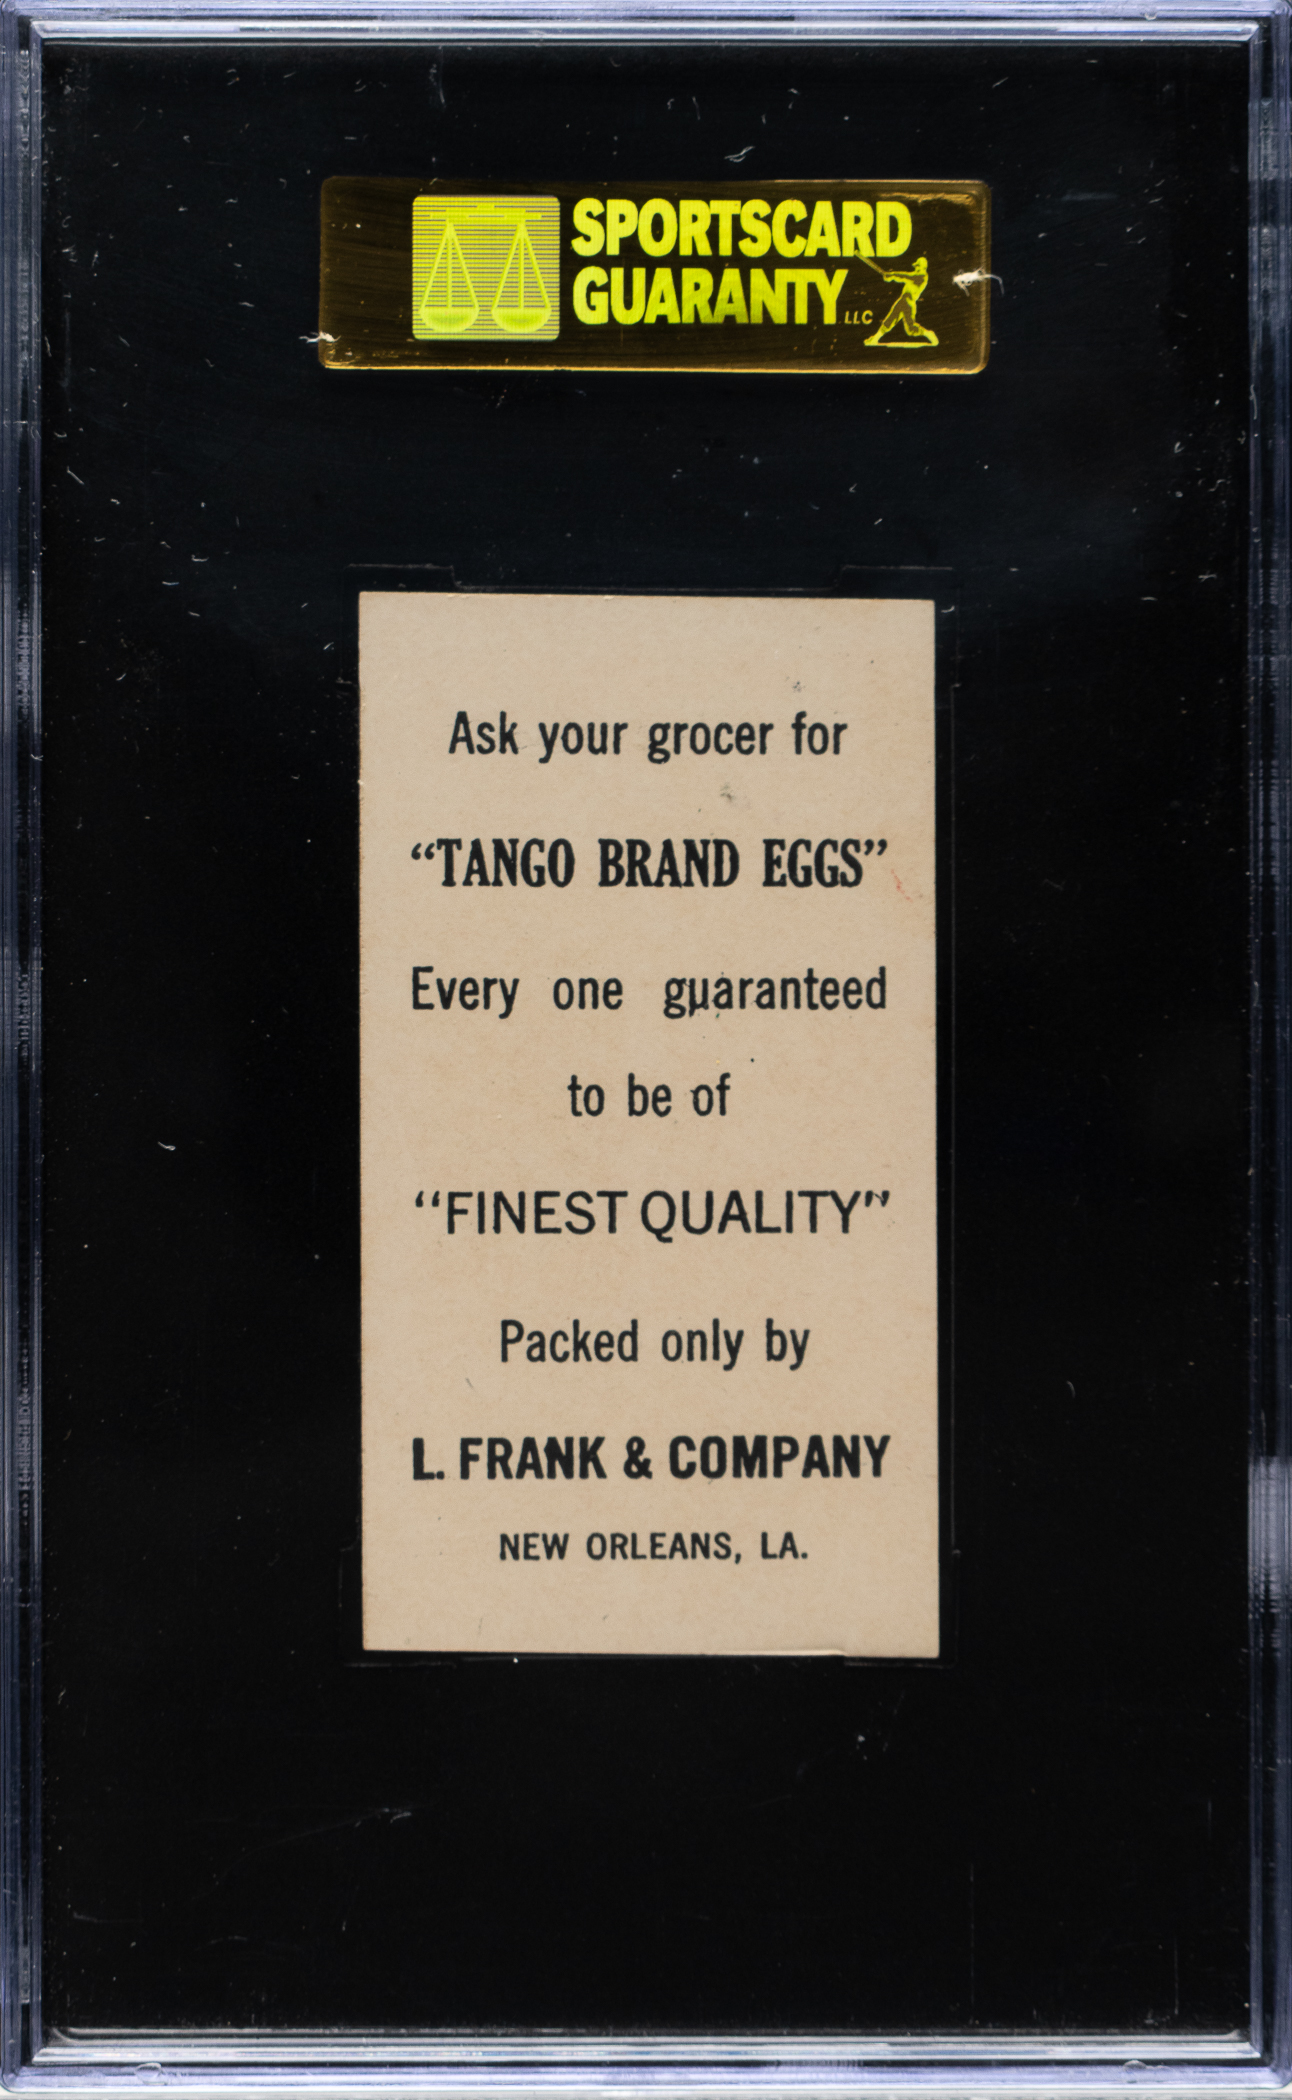 SPORTSCARD
GUARANTY LLC
Ask your grocer for
“TANGO BRAND EGGS”
Every one guaranteed
to be of
“FINEST QUALITY”
Packed only by
L. FRANK & COMPANY
NEW ORLEANS, LA.